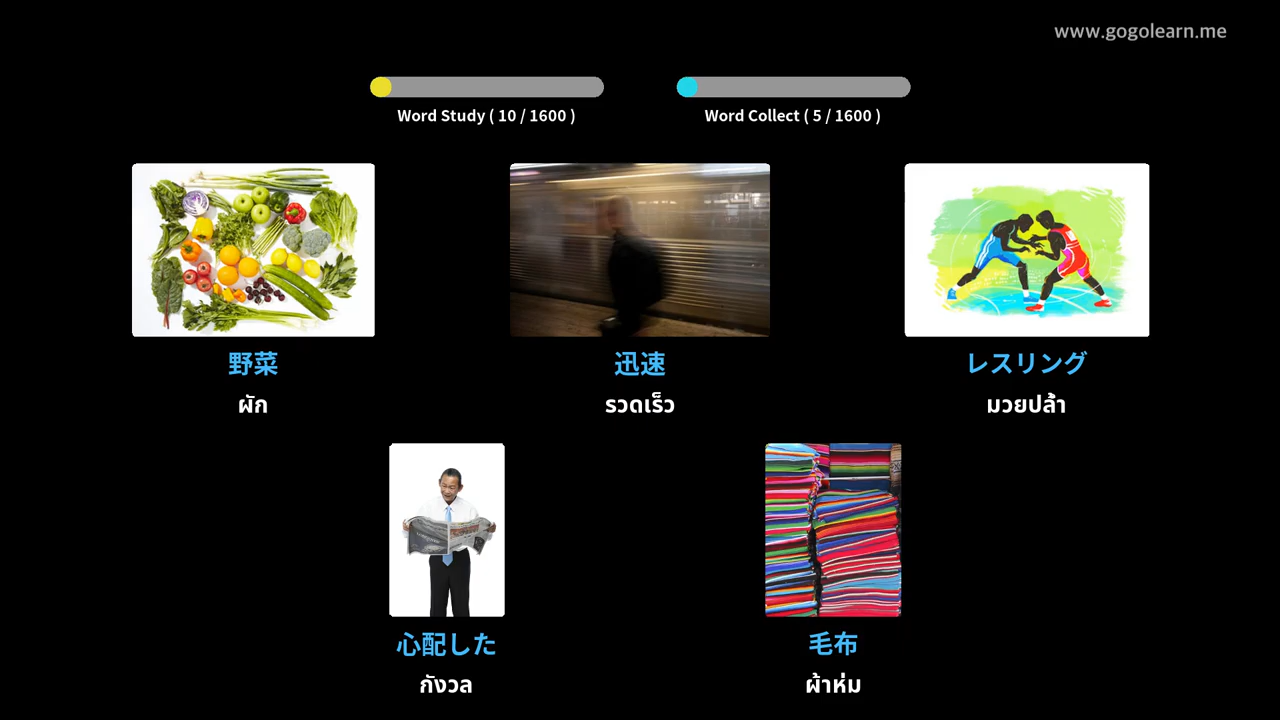 www.gogolearn.me
Word Study ( 10 / 1600 )
Word Collect ( 5 / 1600 )
野菜
迅速
レスリング
ผัก
รวดเร็ว
มวยปล้ำ
心配した
毛布
กังวล
ผ้าห่ม